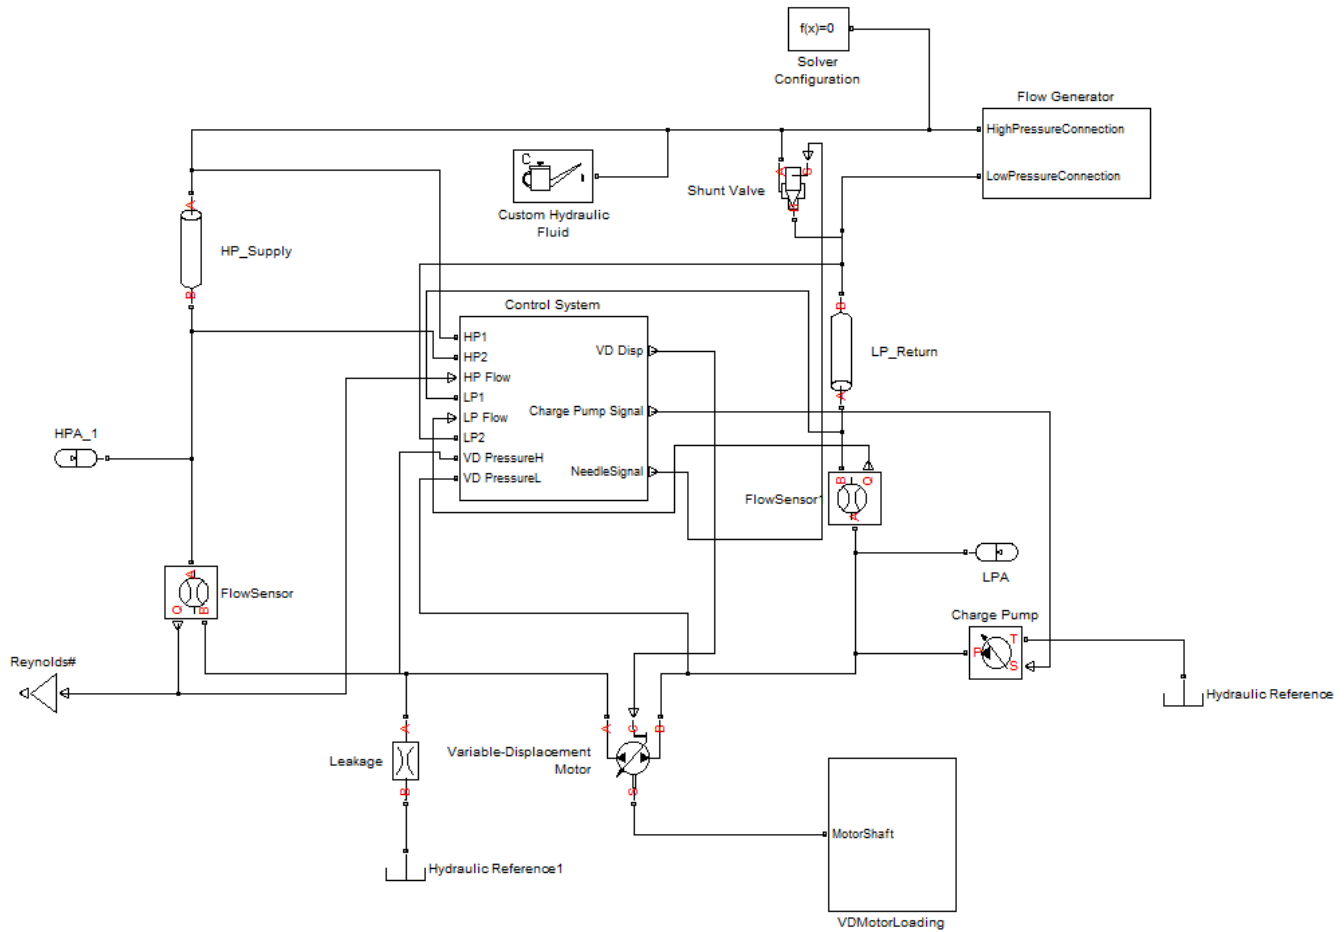 f(x)=0
Solver
Configuration
Flow Generator
HighPressureConnection
LowPressureConnection
C
Custom Hydraulic
Fluid
Shunt Valve
A
S
B
A
HP_Supply
B
Control System
HP1
HP2
HP Flow
LP1
LP Flow
LP2
VD PressureH
VD PressureL
VD Disp
Charge Pump Signal
NeedleSignal
B
LP_Return
A
HPA_1
B
Q
FlowSensor1
A
LPA
A
FlowSensor
Q
B
Charge Pump
T
P
S
Reynolds#
Hydraulic Reference
A
Leakage
B
A
C
B
Variable-Displacement
Motor
S
MotorShaft
Hydraulic Reference1
VDMotorLoading